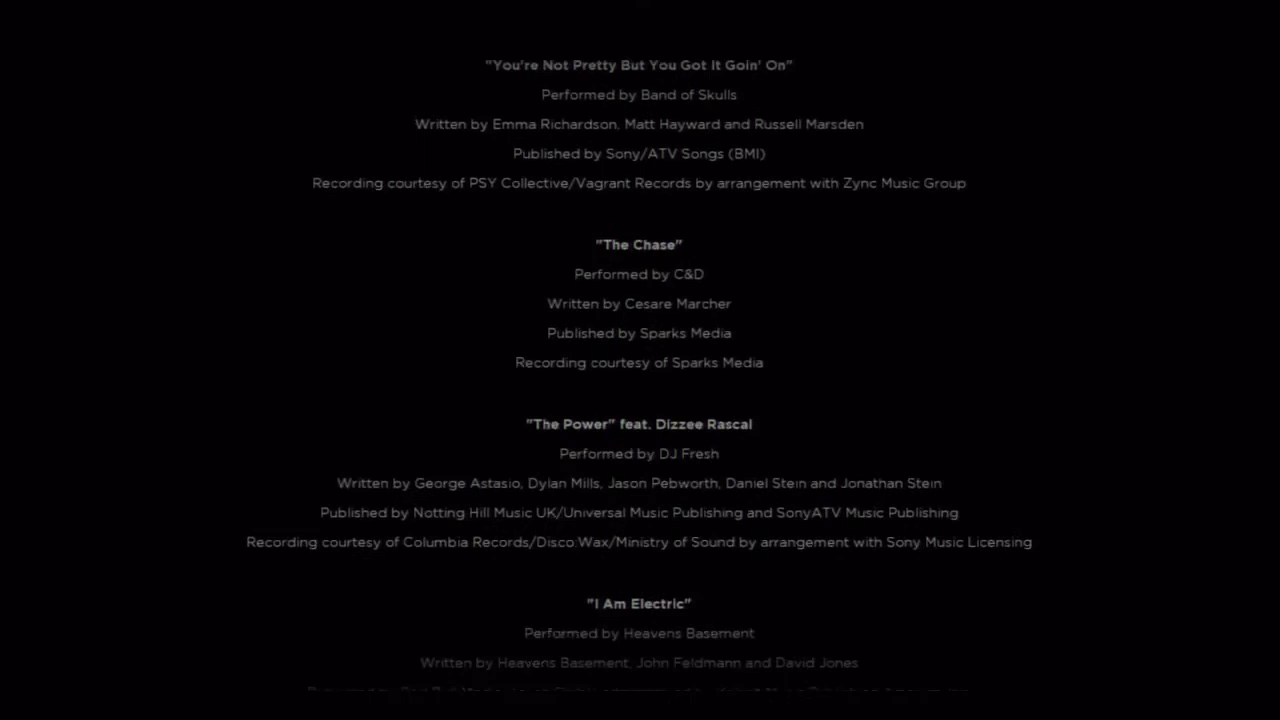 "You're Not Pretty But You Got It Goin' On"
Performed by Band of Skulls
Written by Emma Richardson, Matt Hayward and Russell Marsden
Published by Sony/ATV Songs (BMI)
Recording courtesy of PSY Collective/Vagrant Records by arrangement with Zync Music Group
"The Chase"
Performed by C&D
Written by Cesare Marcher
Published by Sparks Media
Recording courtesy of Sparks Media
"The Power" feat. Dizzee Rascal
Performed by DJ Fresh
Written by George Astasio, Dylan Mills, Jason Pebworth, Daniel Stein and Jonathan Stein
Published by Notting Hill Music UK/Universal Music Publishing and SonyATV Music Publishing
Recording courtesy of Columbia Records/Disco:Wax/Ministry of Sound by arrangement with Sony Music Licensing
"I Am Electric"
Performed by Heavens Basement
Written by Heavens Basement, John Feldmann and David Jones